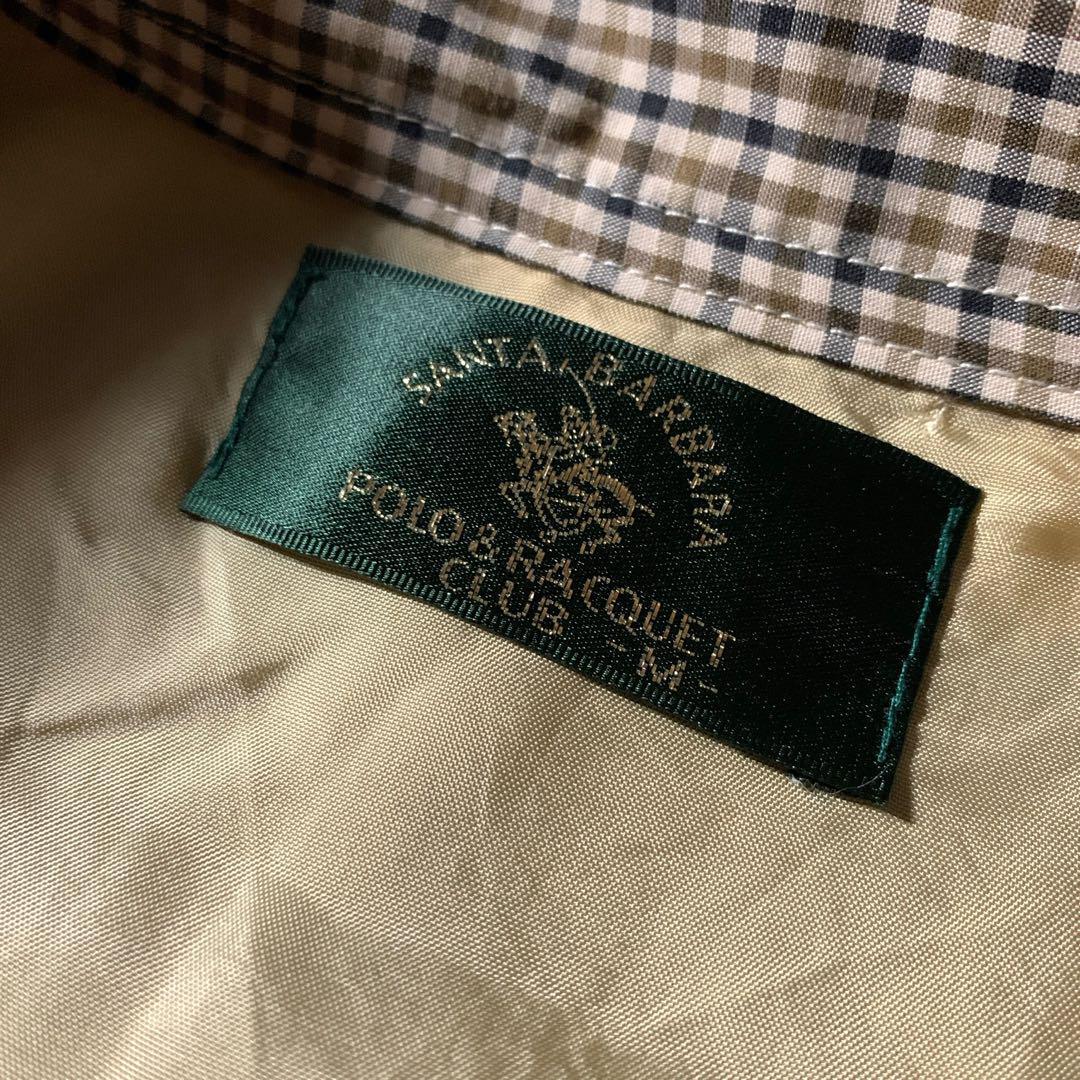 SANTA BARBARA
POLO & RACQUET
CLUB -M-